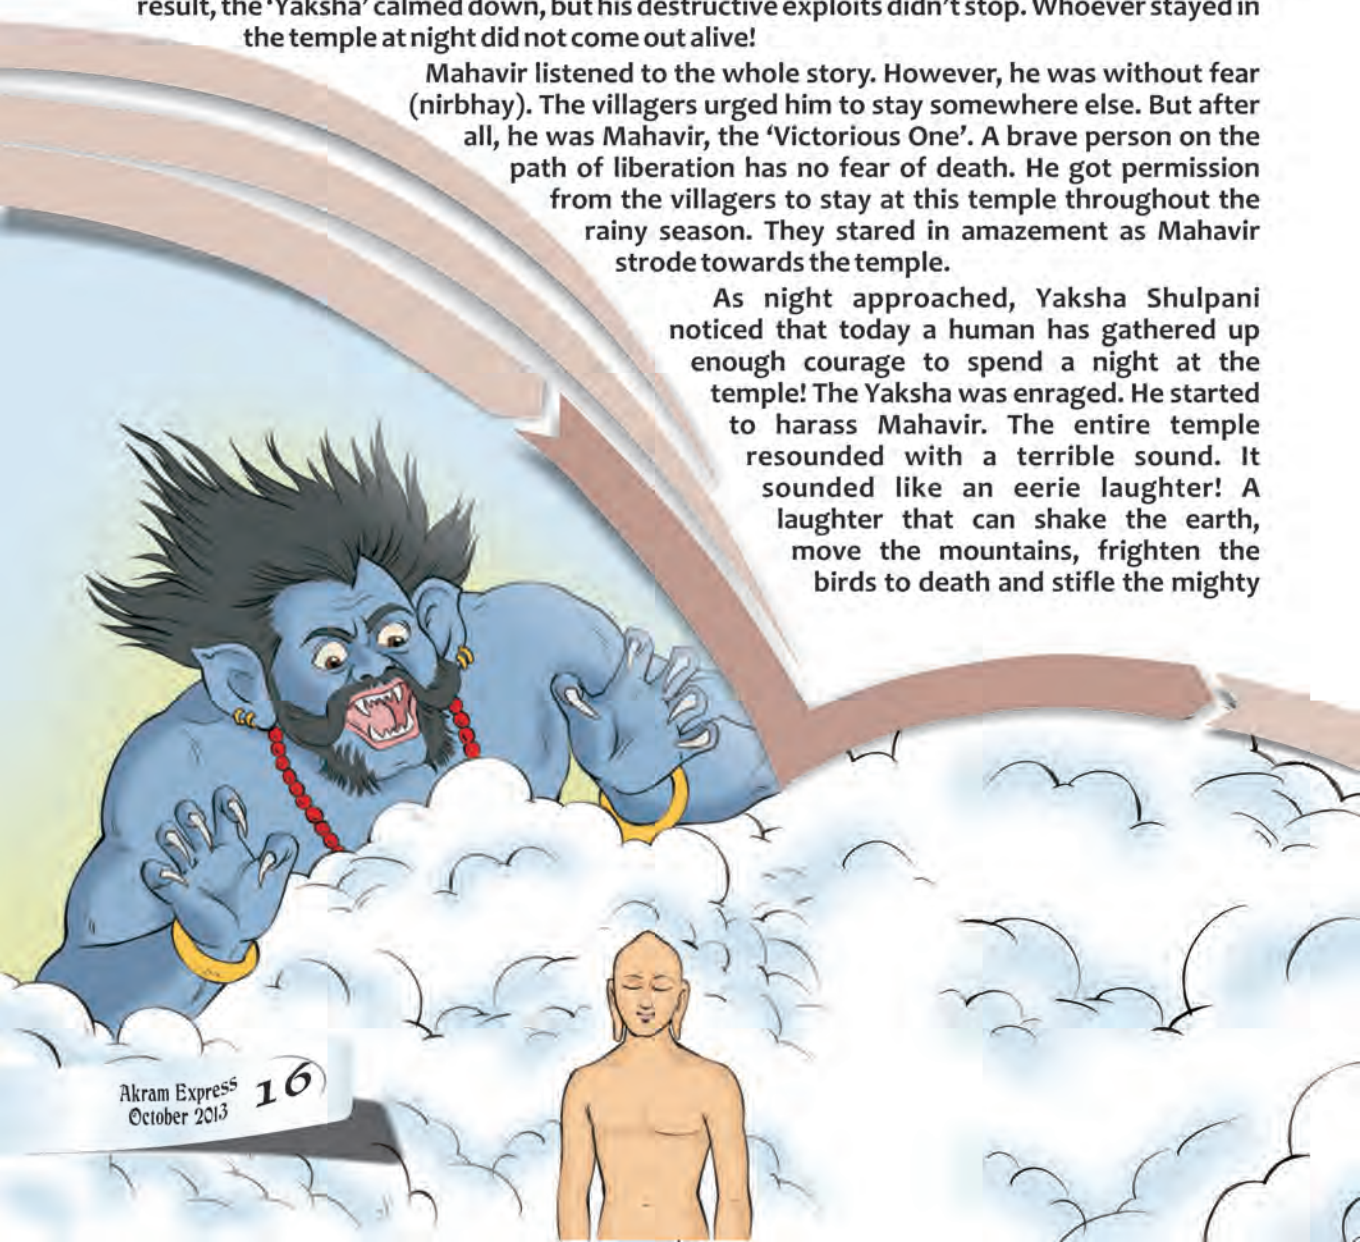 result, the 'Yaksha' calmed down, but his destructive exploits didn't stop. Whoever stayed in
the temple at night did not come out alive!
Mahavir listened to the whole story. However, he was without fear
(nirbhay). The villagers urged him to stay somewhere else. But after
all, he was Mahavir, the 'Victorious One'. A brave person on the
path of liberation has no fear of death. He got permission
from the villagers to stay at this temple throughout the
rainy season. They stared in amazement as Mahavir
strode towards the temple.
As night approached, Yaksha Shulpani
noticed that today a human has gathered up
enough courage to spend a night at the
temple! The Yaksha was enraged. He started
to harass Mahavir. The entire temple
resounded with a terrible sound. It
sounded like an eerie laughter! A
laughter that can shake the earth,
move the mountains, frighten the
birds to death and stifle the mighty
Akram Express
October 2013
16